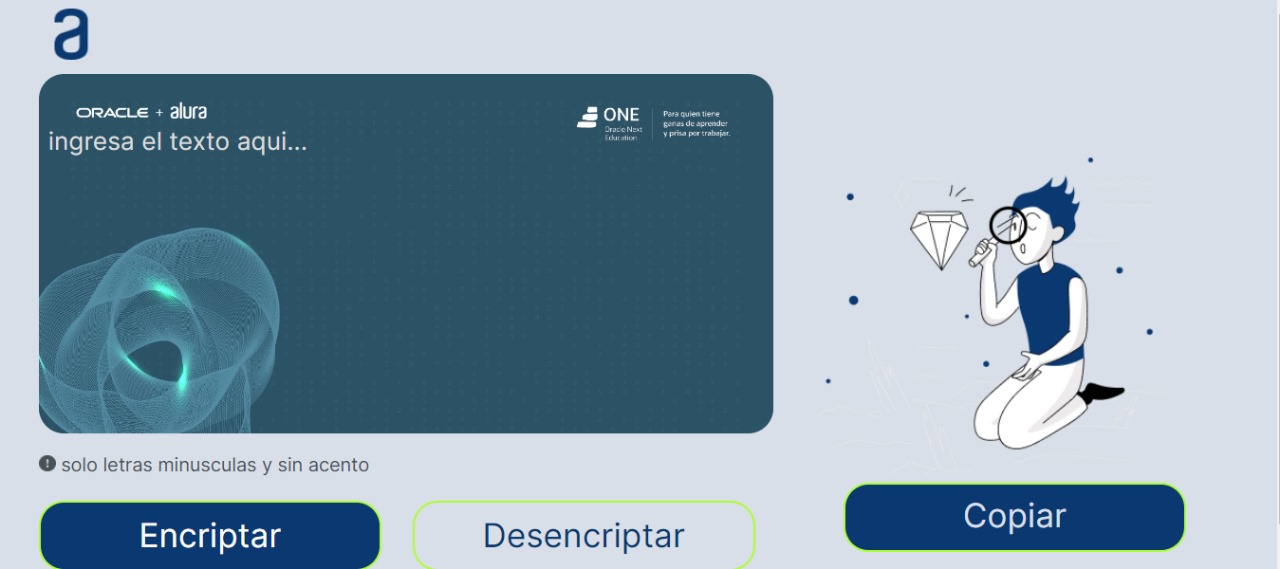 a
ORACLE + alura
ONE
Oracle Next
Education
Para quien tiene
ganas de aprender
y prisa por trabajar.
ingresa el texto aqui...
solo letras minusculas y sin acento
Encriptar
Desencriptar
Copiar